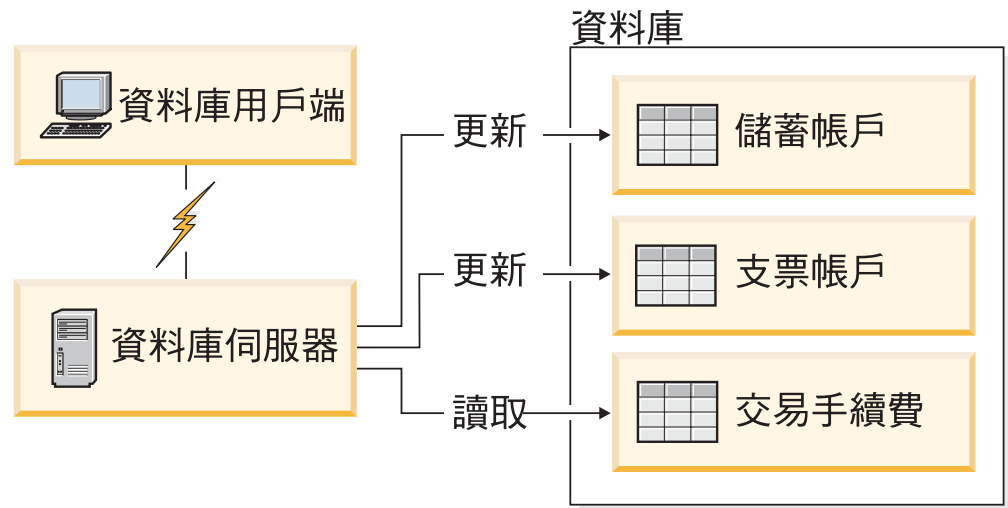 資料庫
資料庫用戶端
更新
儲蓄帳戶
更新
支票帳戶
資料庫伺服器
讀取
交易手續費